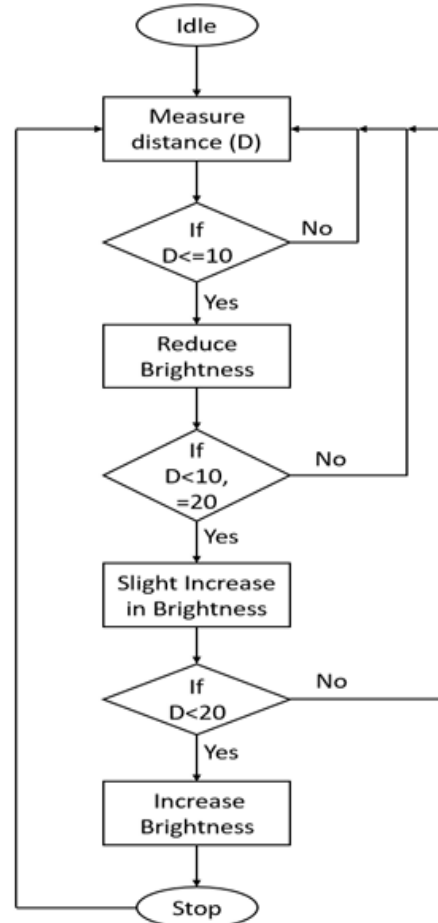 Idle
Measure
distance (D)
If
D<=10
No
Yes
Reduce
Brightness
If
D<10,
=20
No
Yes
Slight Increase
in Brightness
If
D<20
No
Yes
Increase
Brightness
Stop